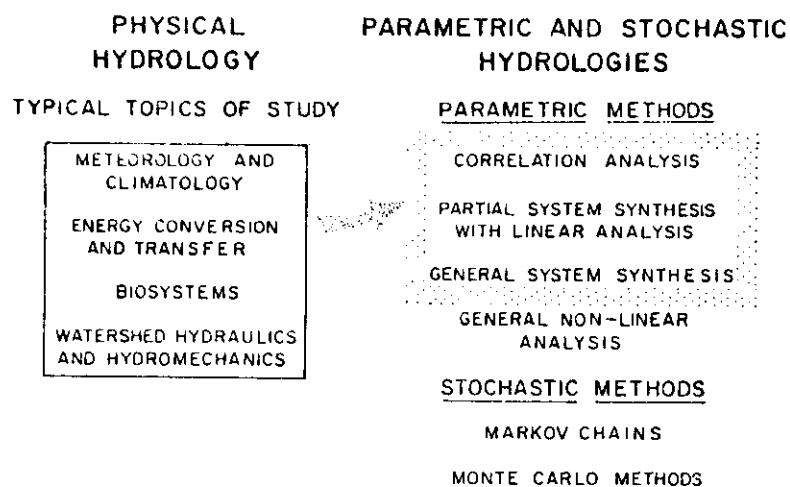 PHYSICAL
HYDROLOGY
TYPICAL TOPICS OF STUDY
METEOROLOGY AND
CLIMATOLOGY
ENERGY CONVERSION
AND TRANSFER
BIOSYSTEMS
WATERSHED HYDRAULICS
AND HYDROMECHANICS
PARAMETRIC AND STOCHASTIC
HYDROLOGIES
PARAMETRIC METHODS
CORRELATION ANALYSIS
PARTIAL SYSTEM SYNTHESIS
WITH LINEAR ANALYSIS
GENERAL SYSTEM SYNTHESIS
GENERAL NON-LINEAR
ANALYSIS
STOCHASTIC METHODS
MARKOV CHAINS
MONTE CARLO METHODS